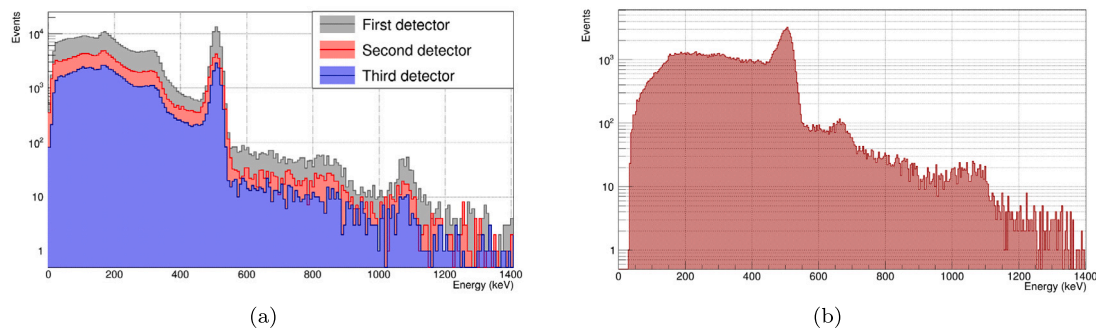 Events
10⁴
10³
10²
10
1
0 200 400 600 800 1000 1200 1400
Energy (keV)
First detector
Second detector
Third detector
(a)
Events
10³
10²
10
1
0 200 400 600 800 1000 1200 1400
Energy (keV)
(b)